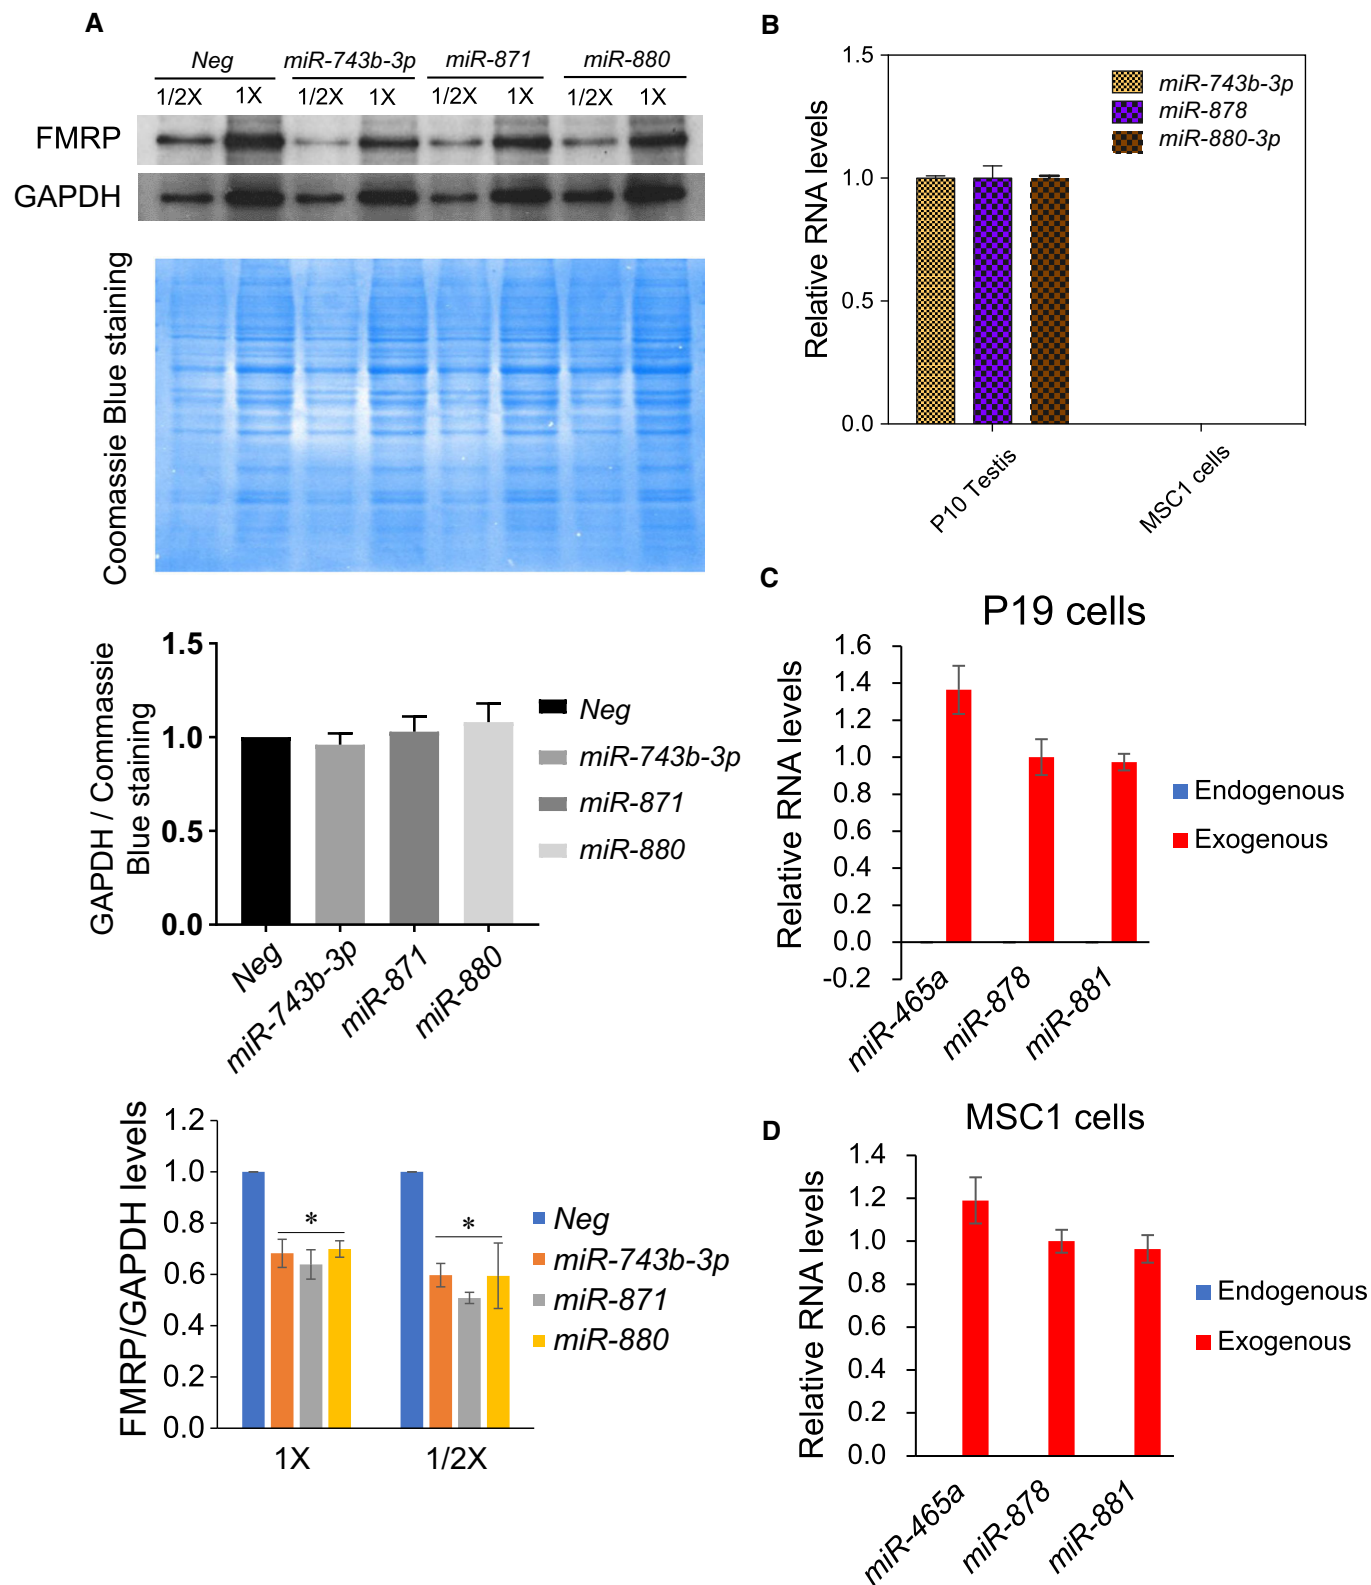 A
Neg miR-743b-3p miR-871 miR-880
1/2X 1X 1/2X 1X 1/2X 1X 1/2X 1X
FMRP
GAPDH
Coomassie Blue staining
GAPDH / Commassie
Blue staining
1.5
1.0
0.5
0.0
Neg
miR-743b-3p
miR-871
miR-880
Neg
miR-743b-3p
miR-871
miR-880
FMRP/GAPDH levels
1.2
1.0
0.8
0.6
0.4
0.2
0.0
*
*
1X
1/2X
Neg
miR-743b-3p
miR-871
miR-880
B
Relative RNA levels
1.5
1.0
0.5
0.0
miR-743b-3p
miR-878
miR-880-3p
P10 Testis
MSC1 cells
C
P19 cells
Relative RNA levels
1.6
1.4
1.2
1.0
0.8
0.6
0.4
0.2
0.0
-0.2
miR-465a
miR-878
miR-881
Endogenous
Exogenous
D
MSC1 cells
Relative RNA levels
1.4
1.2
1.0
0.8
0.6
0.4
0.2
0.0
miR-465a
miR-878
miR-881
Endogenous
Exogenous